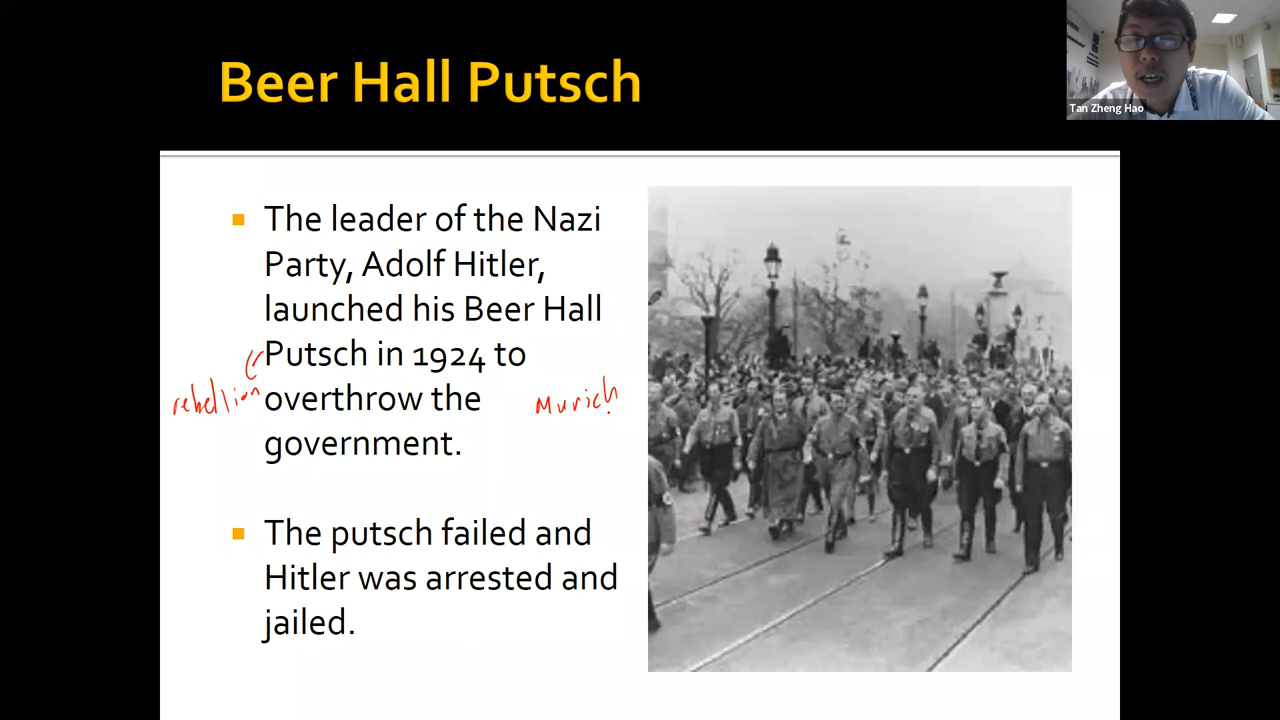 Beer Hall Putsch
Tan Zheng Hao
The leader of the Nazi
Party, Adolf Hitler,
launched his Beer Hall
Putsch in 1924 to
rebellion overthrow the Munich
government.
The putsch failed and
Hitler was arrested and
jailed.